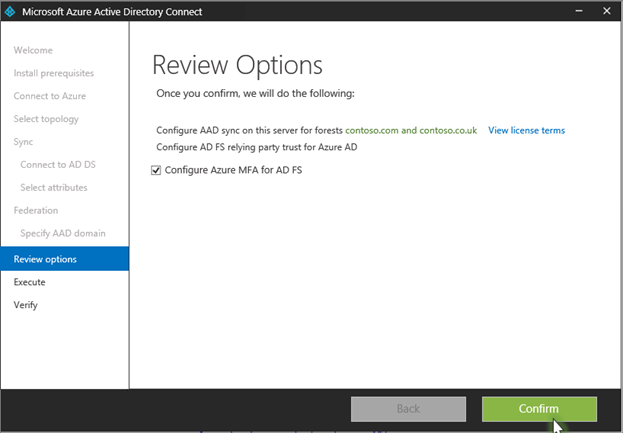 Microsoft Azure Active Directory Connect
Welcome
Install prerequisites
Connect to Azure
Select topology
Sync
Connect to AD DS
Select attributes
Federation
Specify AAD domain
Review options
Execute
Verify
Review Options
Once you confirm, we will do the following:
Configure AAD sync on this server for forests contoso.com and contoso.co.uk View license terms
Configure AD FS relying party trust for Azure AD
Configure Azure MFA for AD FS
Back
Confirm